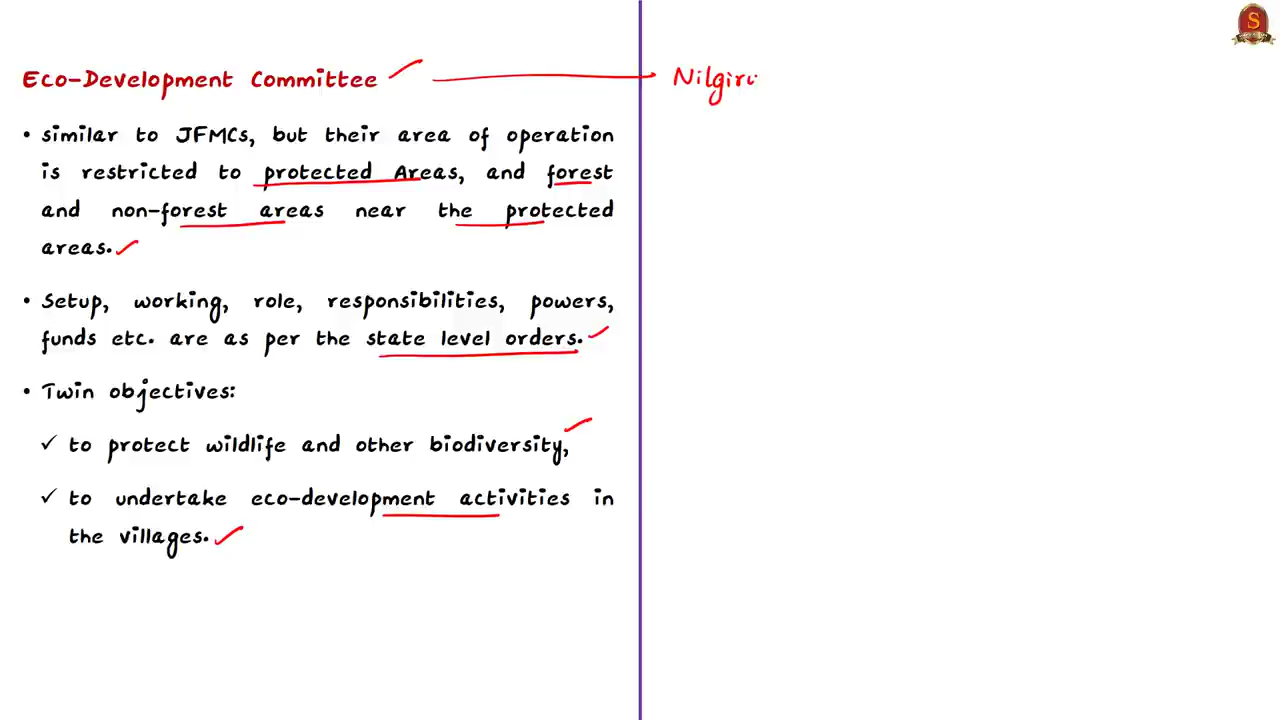 Eco-Development Committee
Nilgiri
• similar to JFMCs, but their area of operation
is restricted to protected Areas, and forest
and non-forest areas near the protected
areas.
• Setup, working, role, responsibilities, powers,
funds etc. are as per the state level orders.
• Twin objectives:
✓ to protect wildlife and other biodiversity,
✓ to undertake eco-development activities in
the villages.
S